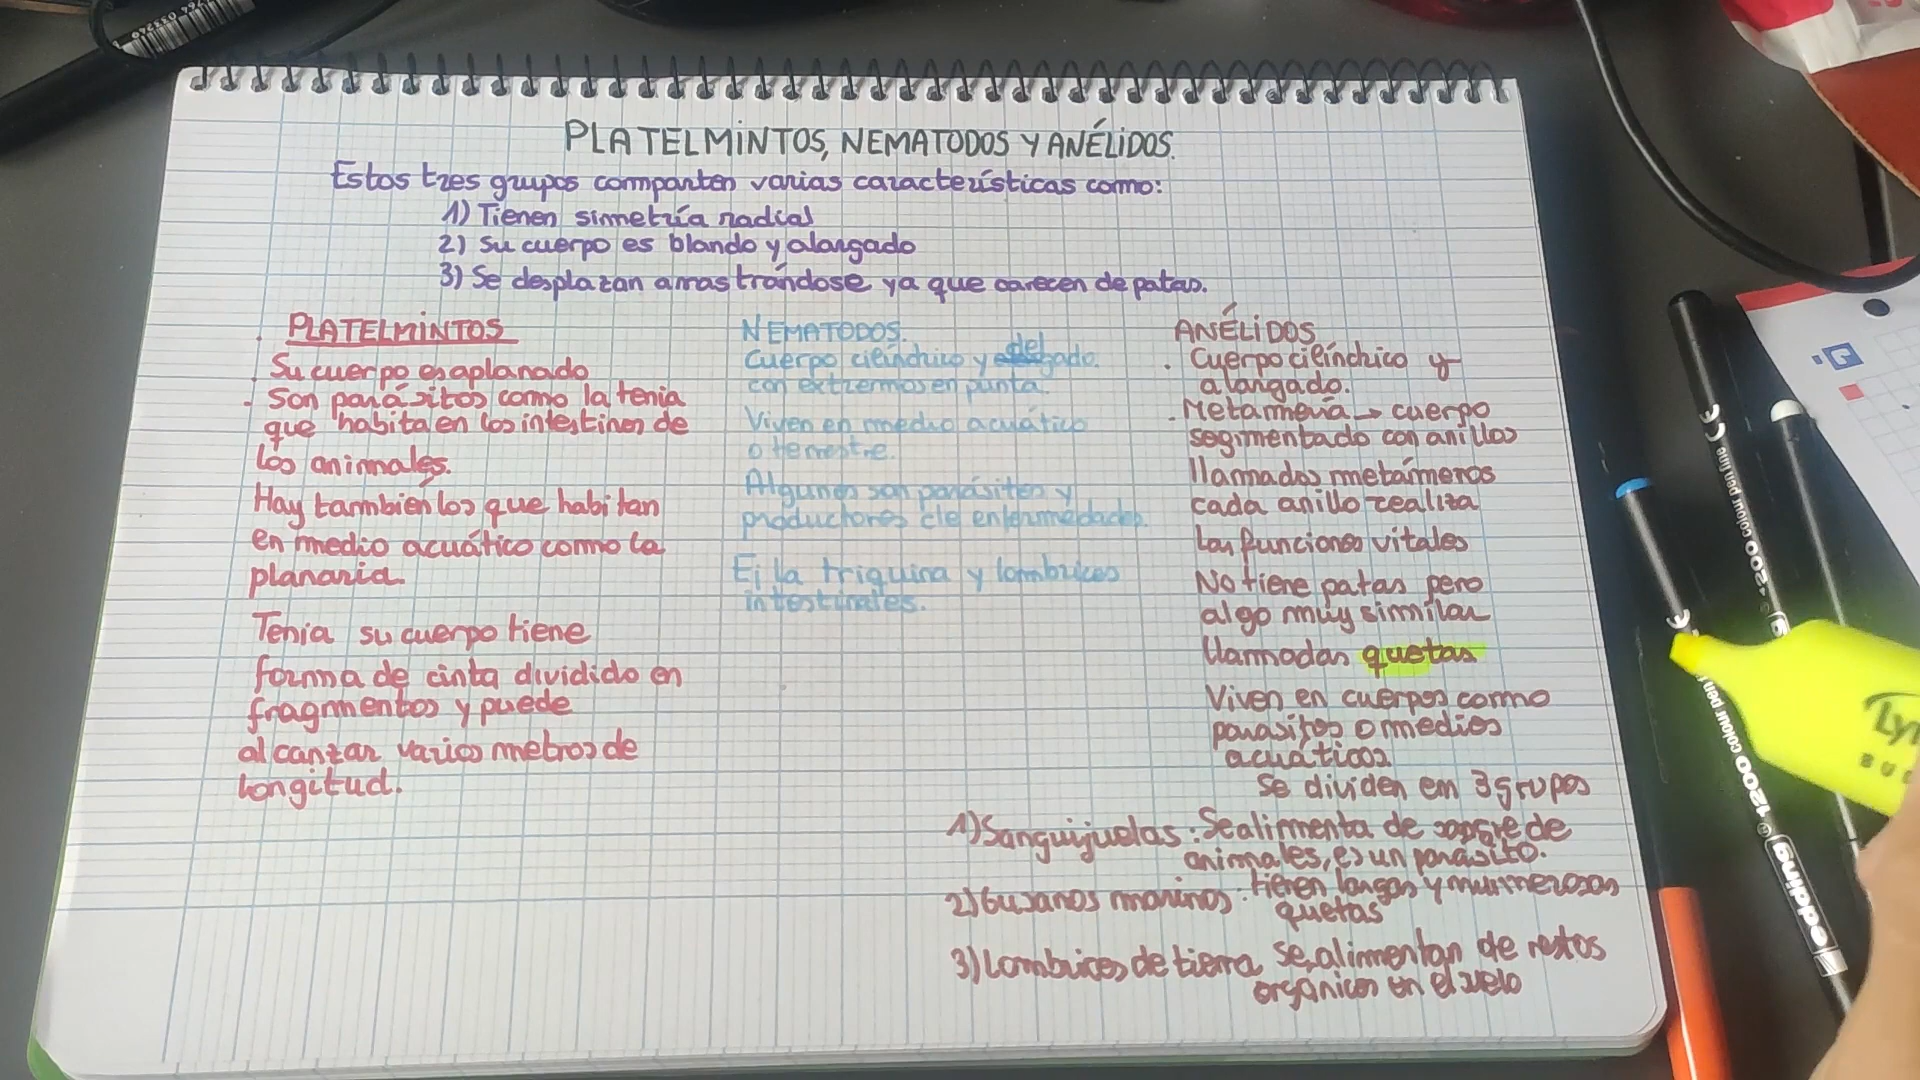 PLATELMINTOS, NEMATODOS Y ANÉLIDOS.
Estos tres grupos comparten varias características como:
1) Tienen simetría radial
2) Su cuerpo es blando y alargado
3) Se desplazan arrastrándose ya que carecen de patas.
PLATELMINTOS
. Su cuerpo es aplanado
. Son parásitos como la tenia
que habita en los intestinos de
los animales.
Hay también los que habitan
en medio acuático como la
planaria.
Tenia su cuerpo tiene
forma de cinta dividido en
fragmentos y puede
alcanzar varios metros de
longitud.
NEMATODOS.
Cuerpo cilíndrico y delgado.
con extremos en punta.
Viven en medio acuático
o terrestre.
Algunos son parásitos y
productores de enfermedades.
Ej la triquina y lombrices
intestinales.
ANÉLIDOS
. Cuerpo cilíndrico y
alargado.
. Metamería → cuerpo
segmentado con anillos
llamados metámeros
cada anillo realiza
las funciones vitales
No tiene patas pero
algo muy similar
llamadas quetas
Viven en cuerpos como
parasitos o medios
acuáticos
Se dividen em 3 grupos
1) Sanguijuelas: Se alimenta de sangre de
animales, es un parásito.
2) Gusanos marinos: tienen largas y numerosas
quetas
3) Lombrices de tierra se alimentan de restos
orgánicos en el suelo
edding 1200 colour pen fine
1200 colour pen fine
Lyr